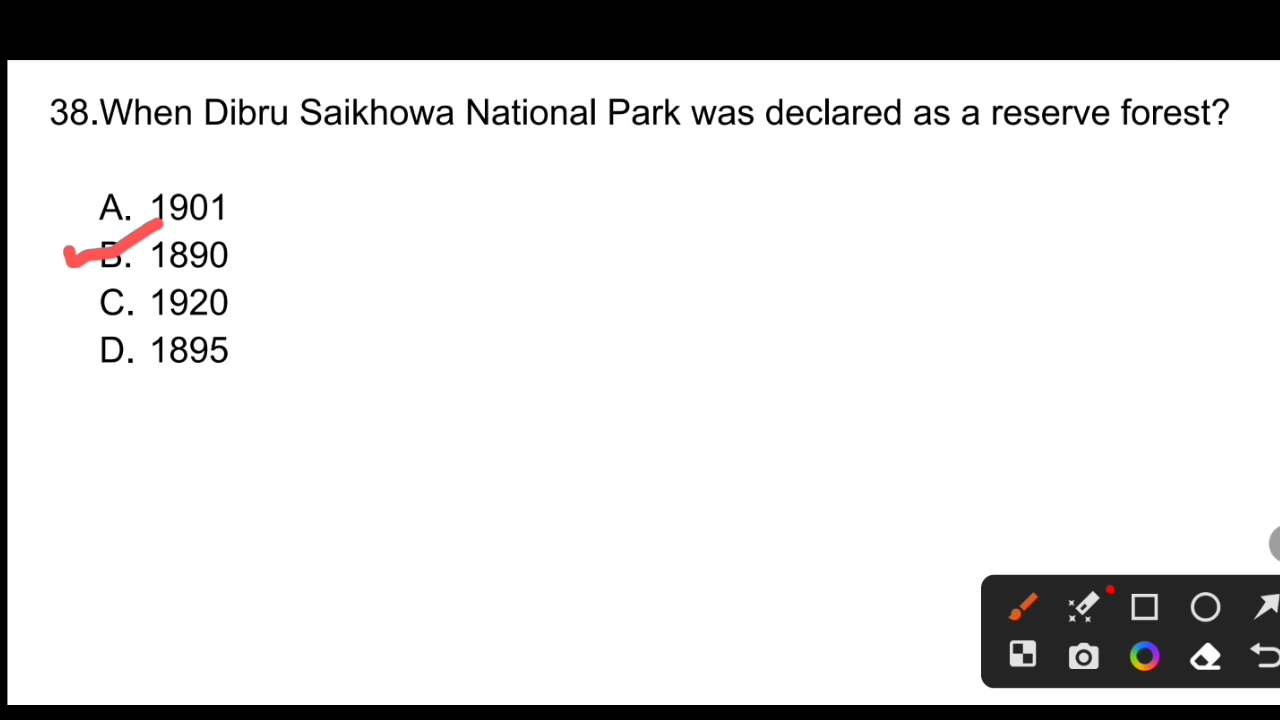 38.When Dibru Saikhowa National Park was declared as a reserve forest?
A. 1901
B. 1890
C. 1920
D. 1895